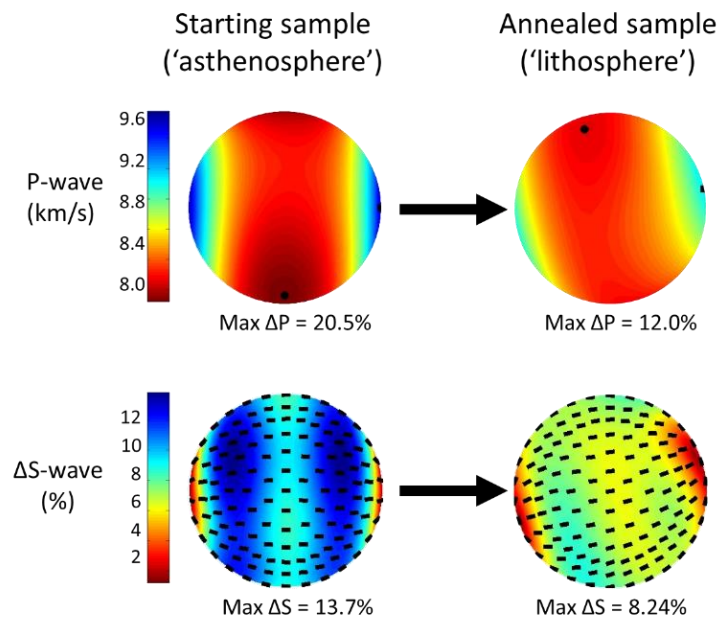 Starting sample
('asthenosphere')
Annealed sample
('lithosphere')
P-wave
(km/s)
9.6
9.2
8.8
8.4
8.0
Max ΔP = 20.5%
Max ΔP = 12.0%
ΔS-wave
(%)
12
10
8
6
4
2
Max ΔS = 13.7%
Max ΔS = 8.24%